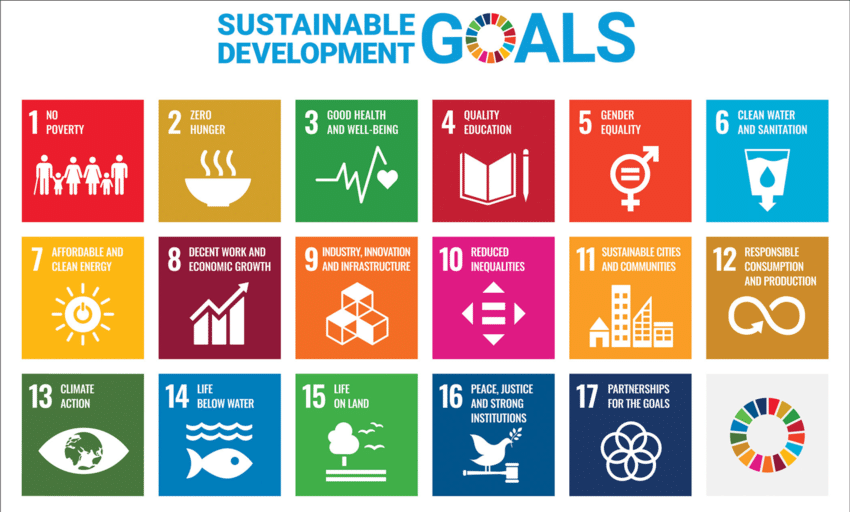 SUSTAINABLE
DEVELOPMENT
GOALS
1 NO
POVERTY
2 ZERO
HUNGER
3 GOOD HEALTH
AND WELL-BEING
4 QUALITY
EDUCATION
5 GENDER
EQUALITY
6 CLEAN WATER
AND SANITATION
7 AFFORDABLE AND
CLEAN ENERGY
8 DECENT WORK AND
ECONOMIC GROWTH
9 INDUSTRY, INNOVATION
AND INFRASTRUCTURE
10 REDUCED
INEQUALITIES
11 SUSTAINABLE CITIES
AND COMMUNITIES
12 RESPONSIBLE
CONSUMPTION
AND PRODUCTION
13 CLIMATE
ACTION
14 LIFE
BELOW WATER
15 LIFE
ON LAND
16 PEACE, JUSTICE
AND STRONG
INSTITUTIONS
17 PARTNERSHIPS
FOR THE GOALS